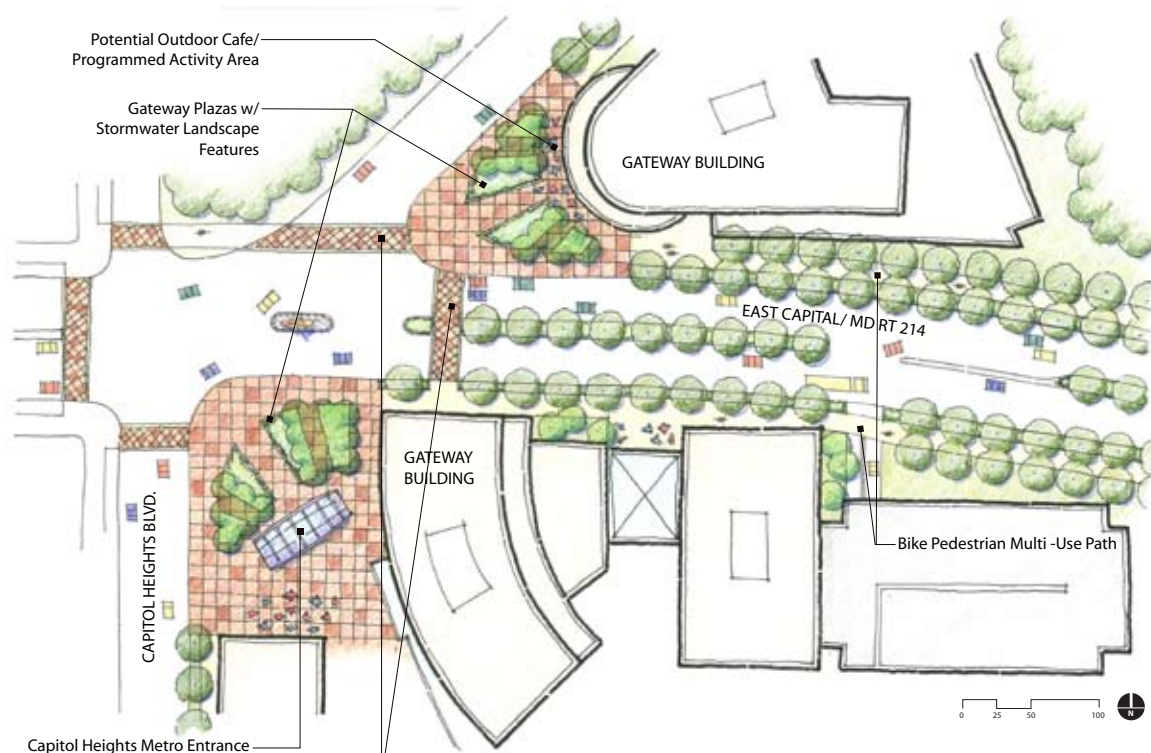 Potential Outdoor Cafe/
Programmed Activity Area
Gateway Plazas w/
Stormwater Landscape
Features
GATEWAY BUILDING
EAST CAPITAL/ MD RT 214
GATEWAY
BUILDING
CAPITOL HEIGHTS BLVD.
Bike Pedestrian Multi -Use Path
0 25 50 100
N
Capitol Heights Metro Entrance